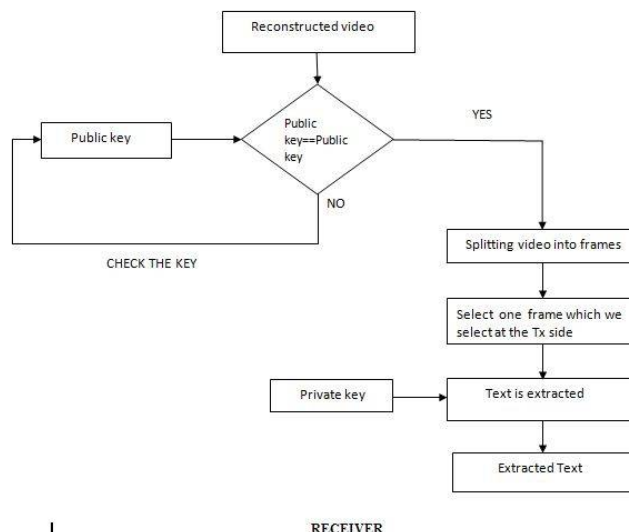 Reconstructed video
YES
Public
key==Public
key
Public key
NO
CHECK THE KEY
Splitting video into frames
Select one frame which we
select at the Tx side
Private key
Text is extracted
Extracted Text
RECEIVER